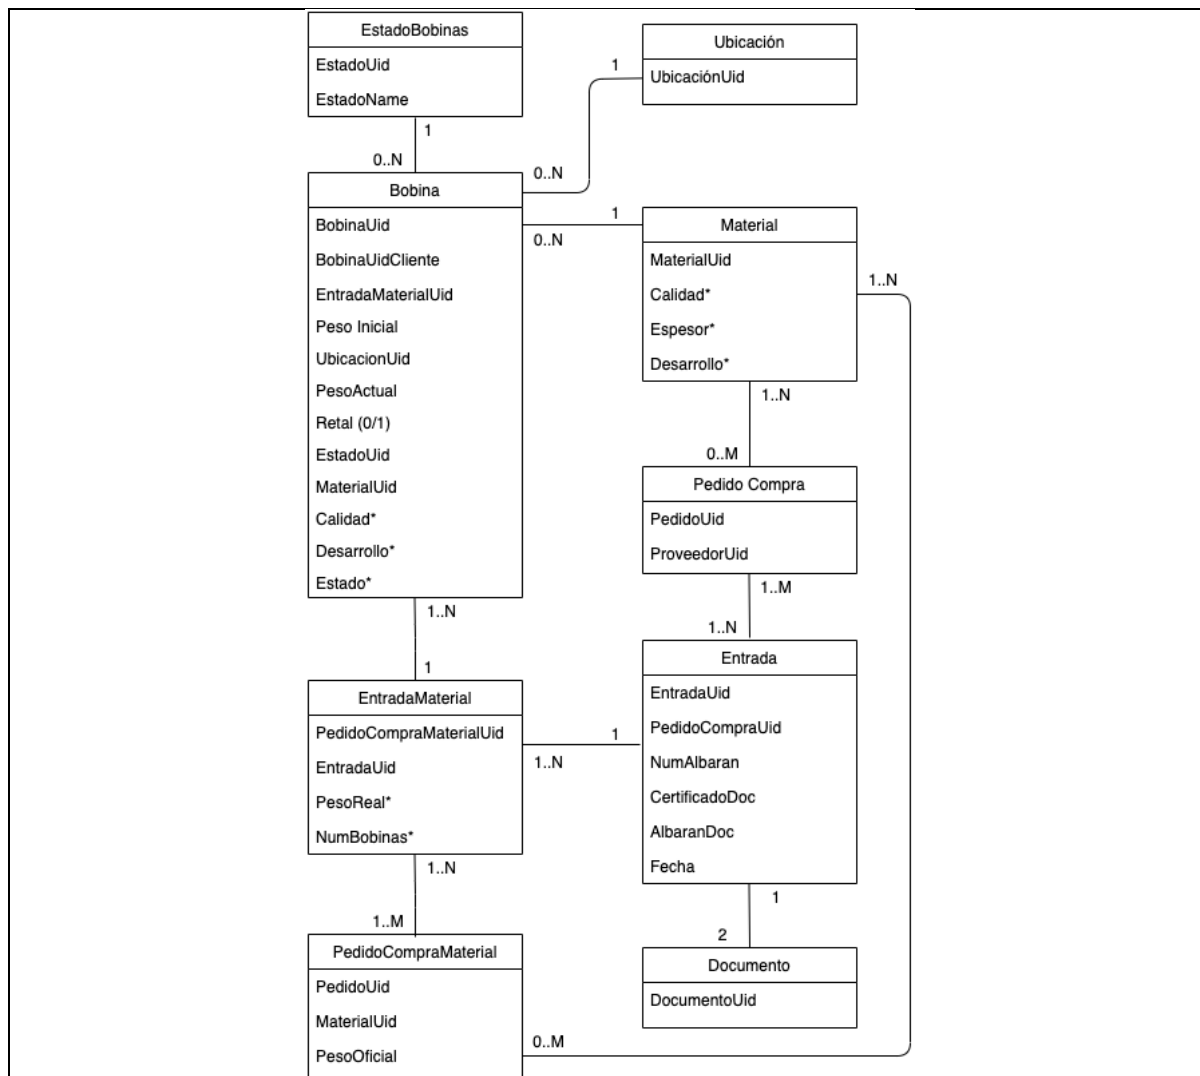 EstadoBobinas
EstadoUid
EstadoName
1
0..N
Ubicación
UbicaciónUid
1
0..N
Bobina
BobinaUid
BobinaUidCliente
EntradaMaterialUid
Peso Inicial
UbicacionUid
PesoActual
Retal (0/1)
EstadoUid
MaterialUid
Calidad*
Desarrollo*
Estado*
1
0..N
Material
MaterialUid
Calidad*
Espesor*
Desarrollo*
1..N
1..N
0..M
Pedido Compra
PedidoUid
ProveedorUid
1..M
1..N
1..N
1
EntradaMaterial
PedidoCompraMaterialUid
EntradaUid
PesoReal*
NumBobinas*
1
1..N
Entrada
EntradaUid
PedidoCompraUid
NumAlbaran
CertificadoDoc
AlbaranDoc
Fecha
1..N
1..M
1
2
PedidoCompraMaterial
PedidoUid
MaterialUid
PesoOficial
0..M
Documento
DocumentoUid